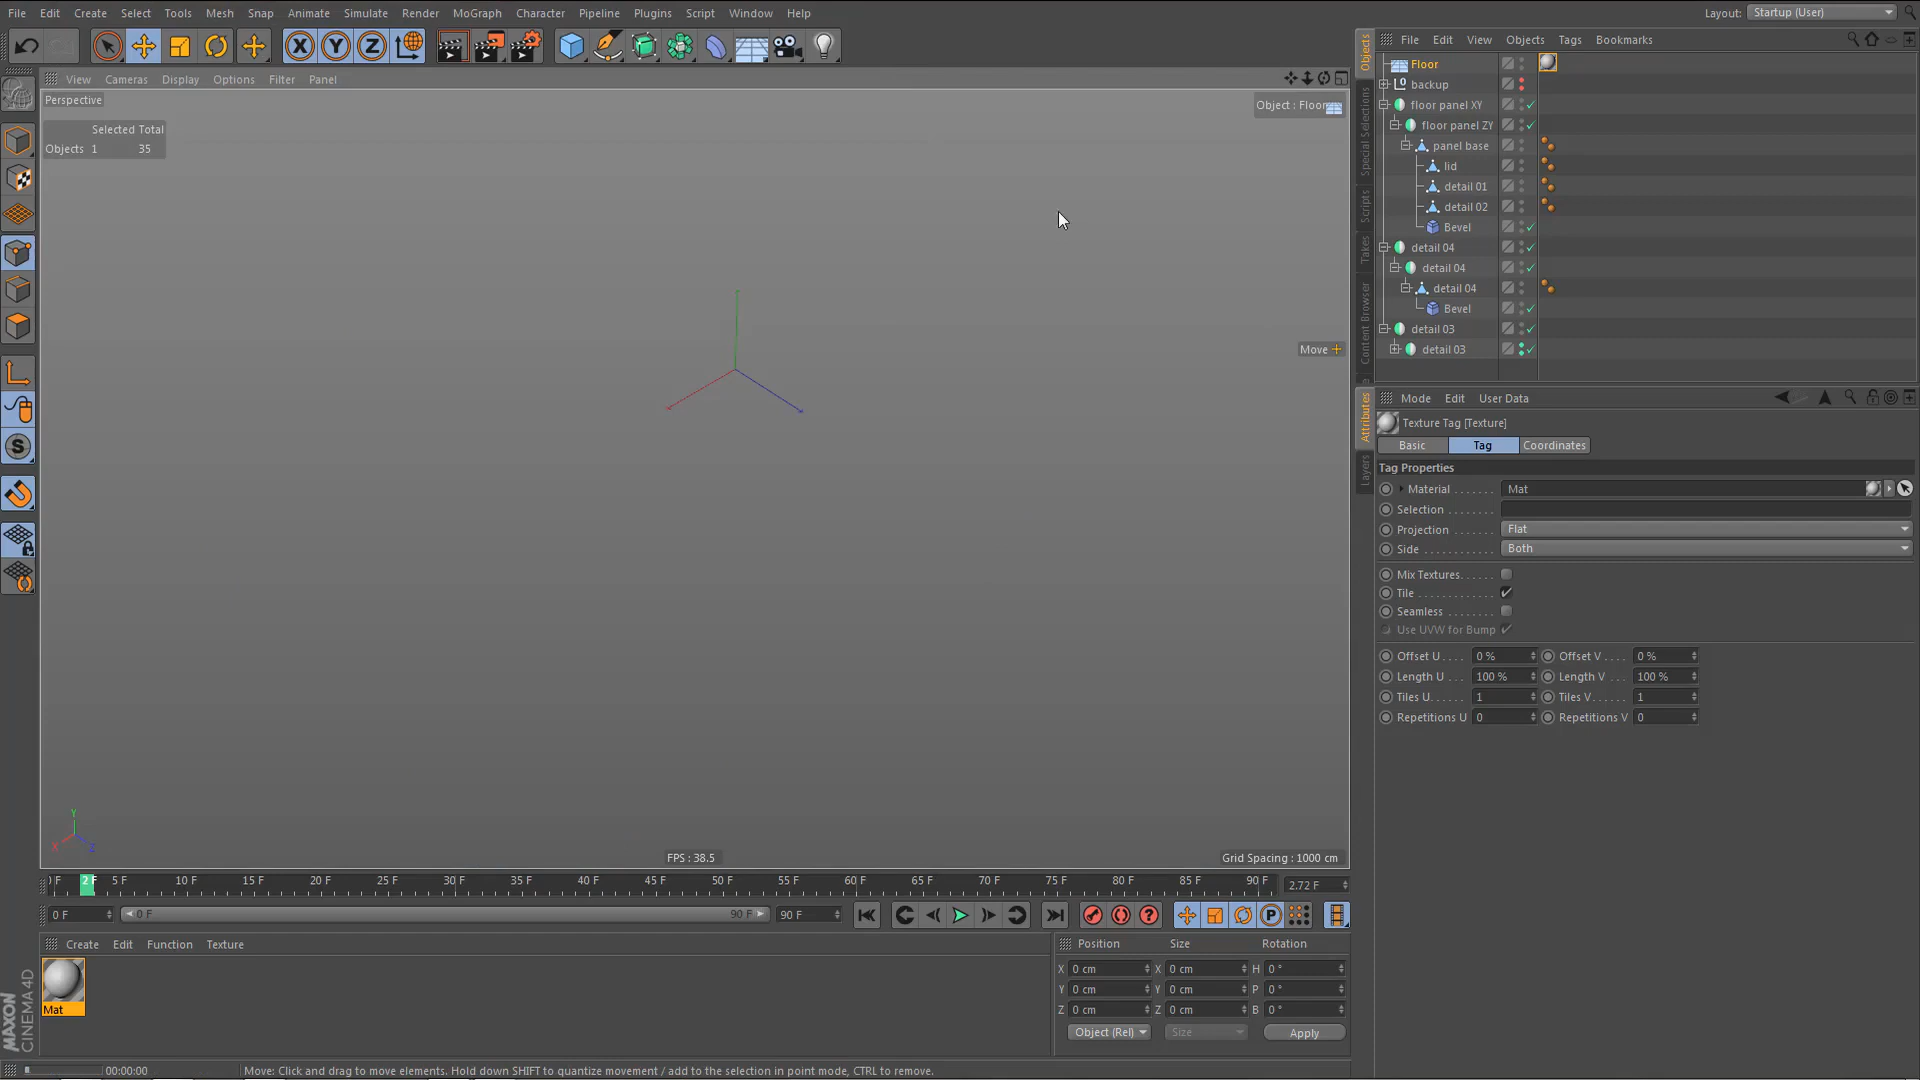 File Edit Create Select Tools Mesh Snap Animate Simulate Render MoGraph Character Pipeline Plugins Script Window Help
Layout: Startup (User)
View Cameras Display Options Filter Panel
Perspective
Object : Floor
Selected Total
Objects 1 35
Move
Y
X
Z
FPS : 38.5
Grid Spacing : 1000 cm
F 2 F 5 F 10 F 15 F 20 F 25 F 30 F 35 F 40 F 45 F 50 F 55 F 60 F 65 F 70 F 75 F 80 F 85 F 90 F
2.72 F
0 F
0 F
90 F
90 F
Create Edit Function Texture
Mat
MAXON
CINEMA 4D
Position Size Rotation
X 0 cm X 0 cm H 0 °
Y 0 cm Y 0 cm P 0 °
Z 0 cm Z 0 cm B 0 °
Object (Rel) Size Apply
00:00:00
Move: Click and drag to move elements. Hold down SHIFT to quantize movement / add to the selection in point mode, CTRL to remove.
Objects
Special Selections
Scripts
Takes
Content Browser
File Edit View Objects Tags Bookmarks
Floor
backup
floor panel XY
floor panel ZY
panel base
lid
detail 01
detail 02
Bevel
detail 04
detail 04
detail 04
Bevel
detail 03
detail 03
Attributes
Layers
Mode Edit User Data
Texture Tag [Texture]
Basic Tag Coordinates
Tag Properties
Material . . . . . . . Mat
Selection . . . . . . . .
Projection . . . . . . . Flat
Side . . . . . . . . . . . . Both
Mix Textures. . . . . .
Tile . . . . . . . . . . . . .
Seamless . . . . . . . .
Use UVW for Bump
Offset U . . . . 0 % Offset V . . . . 0 %
Length U . . . 100 % Length V . . . 100 %
Tiles U. . . . . . 1 Tiles V. . . . . 1
Repetitions U 0 Repetitions V 0